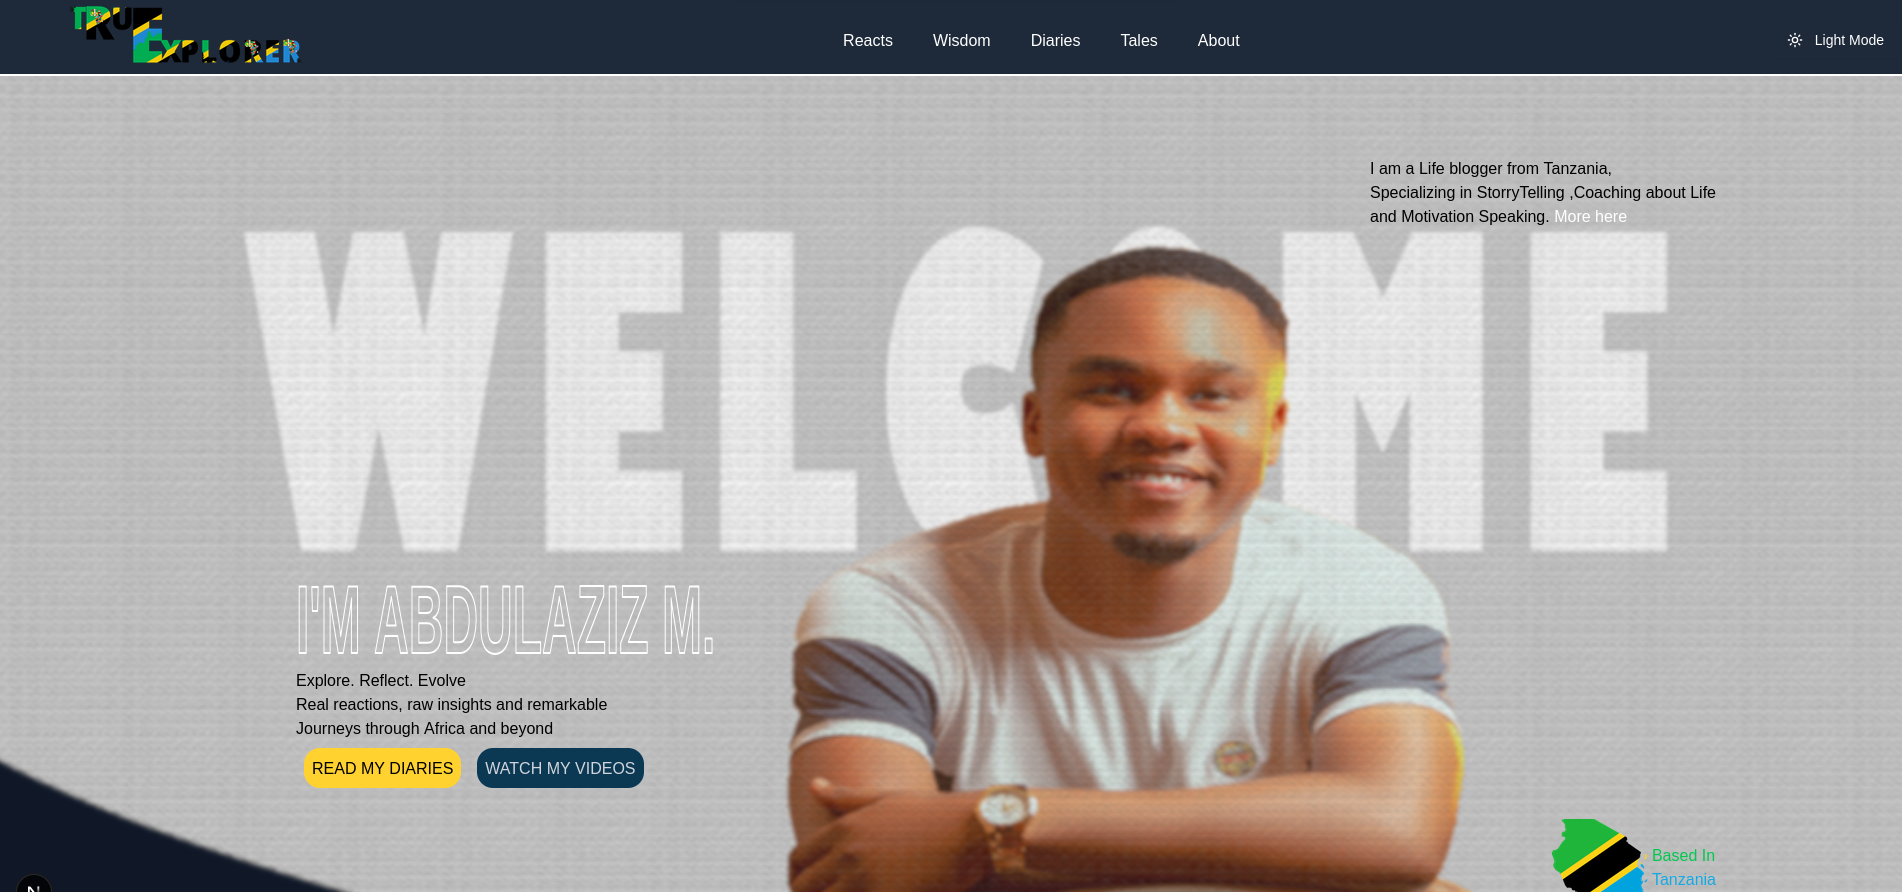 TRUE
EXPLORER
Reacts
Wisdom
Diaries
Tales
About
Light Mode
I am a Life blogger from Tanzania,
Specializing in StorryTelling ,Coaching about Life
and Motivation Speaking. More here
WELCOME
I'M ABDULAZIZ M.
Explore. Reflect. Evolve
Real reactions, raw insights and remarkable
Journeys through Africa and beyond
READ MY DIARIES
WATCH MY VIDEOS
Based In
Tanzania